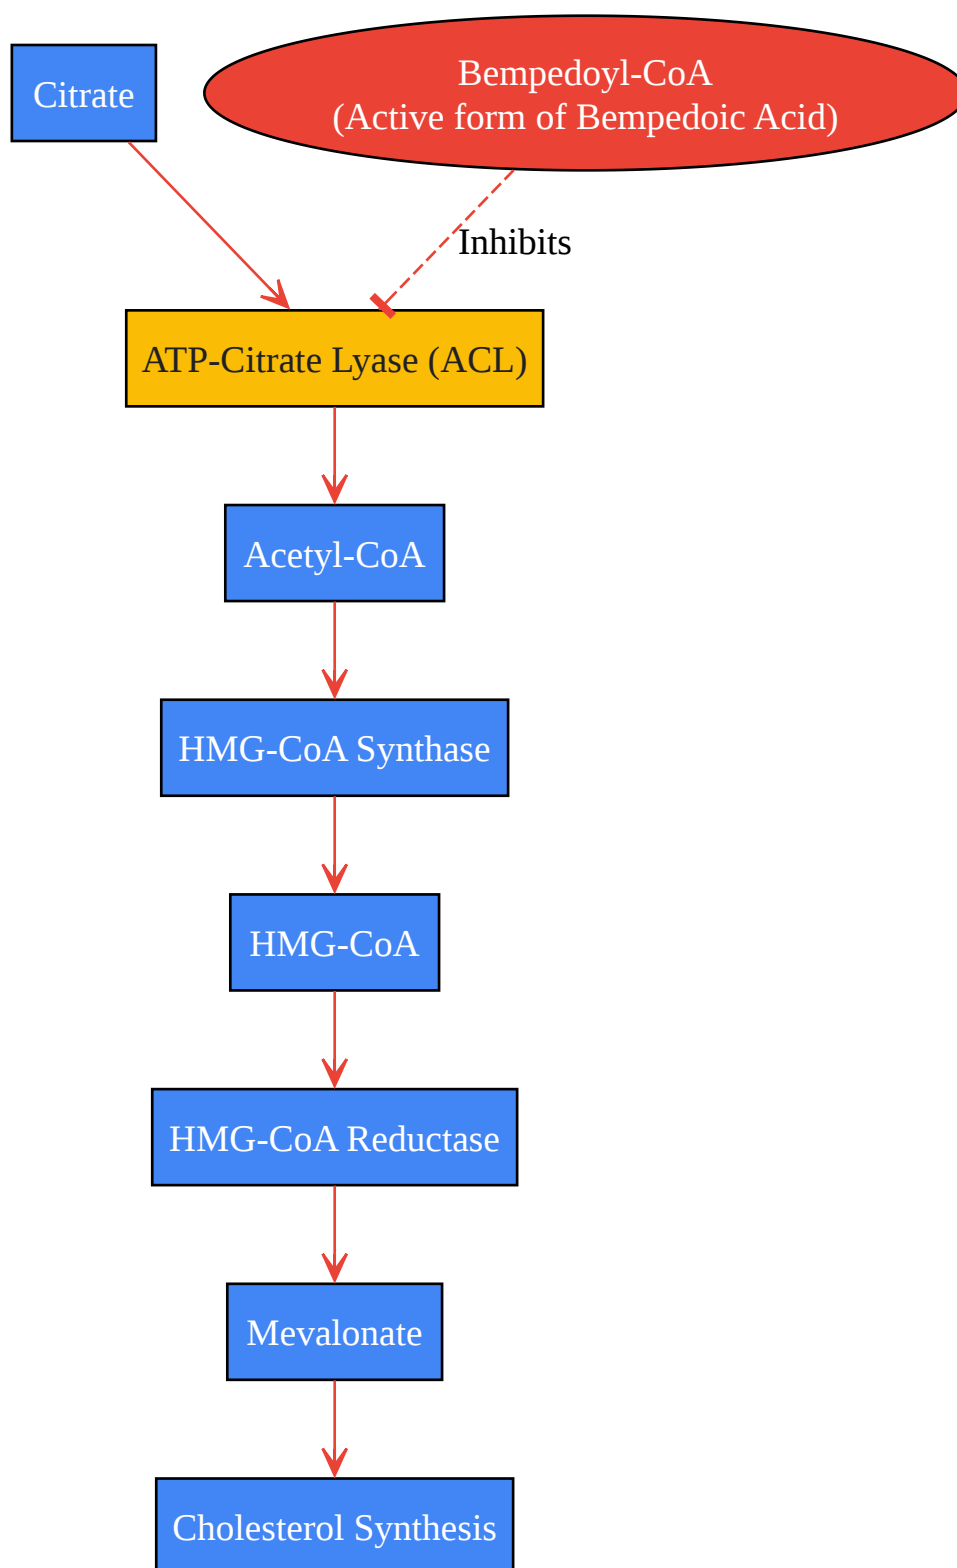 Citrate
Bempedoyl-CoA
(Active form of Bempedoic Acid)
Inhibits
ATP-Citrate Lyase (ACL)
Acetyl-CoA
HMG-CoA Synthase
HMG-CoA
HMG-CoA Reductase
Mevalonate
Cholesterol Synthesis